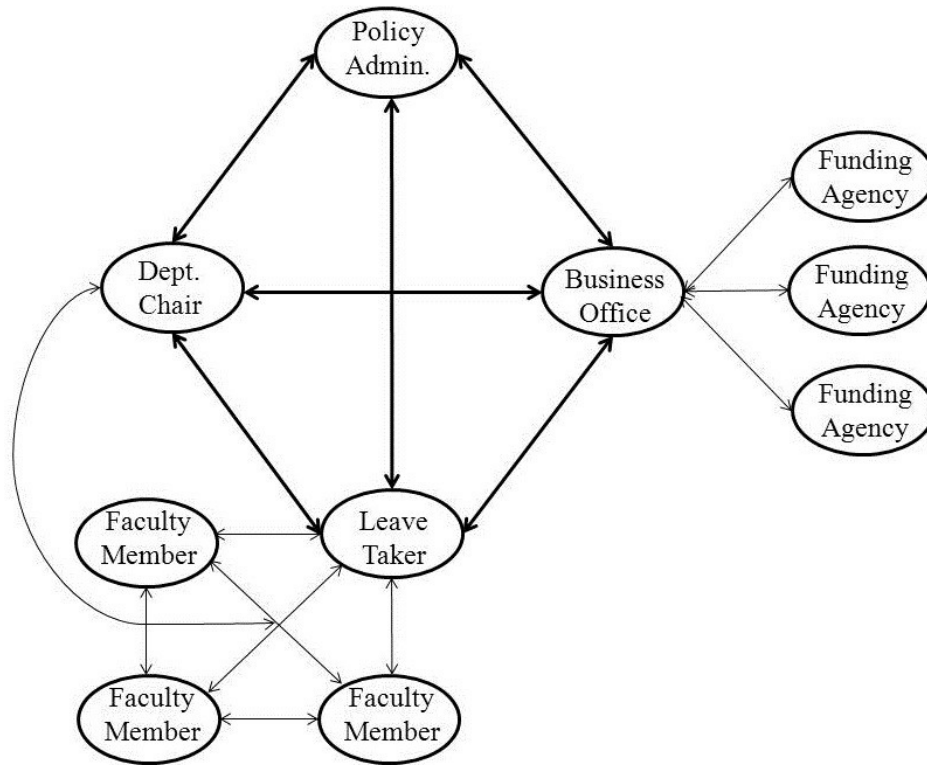 Policy
Admin.
Funding
Agency
Dept.
Chair
Business
Office
Funding
Agency
Funding
Agency
Faculty
Member
Leave
Taker
Faculty
Member
Faculty
Member